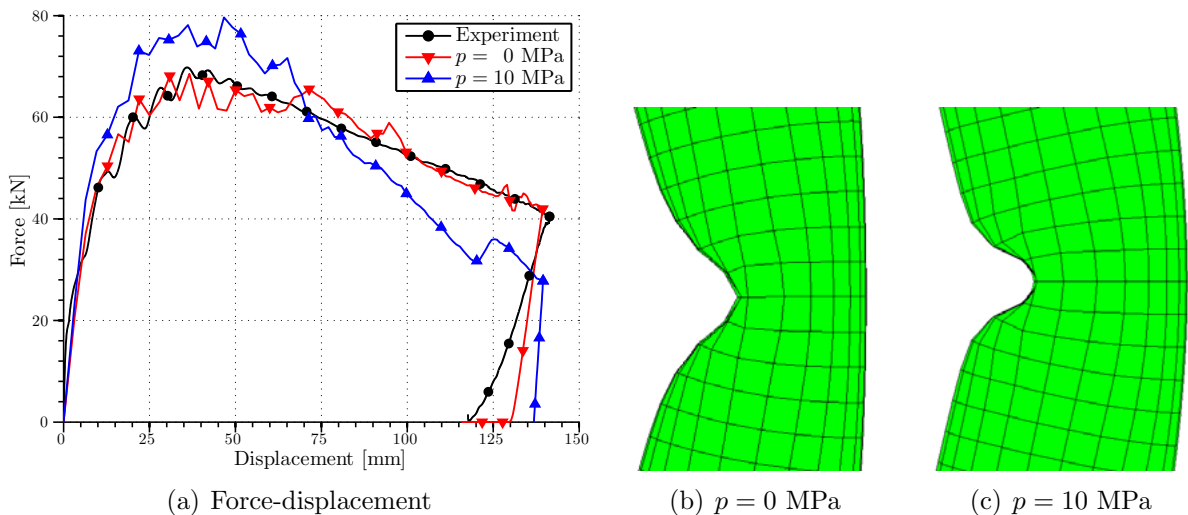 80
60
40
20
0
Force [kN]
Experiment
p = 0 MPa
p = 10 MPa
0 25 50 75 100 125 150
Displacement [mm]
(a) Force-displacement
(b) p = 0 MPa
(c) p = 10 MPa